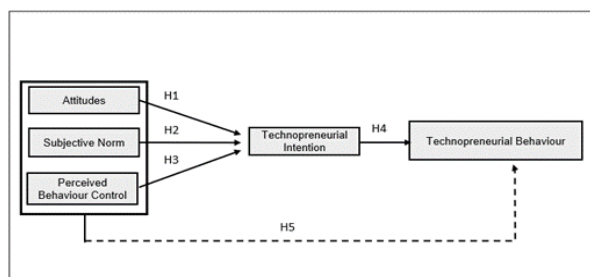 Attitudes
H1
Subjective Norm
H2
Perceived
Behaviour Control
H3
Technopreneurial
Intention
H4
Technopreneurial Behaviour
H5